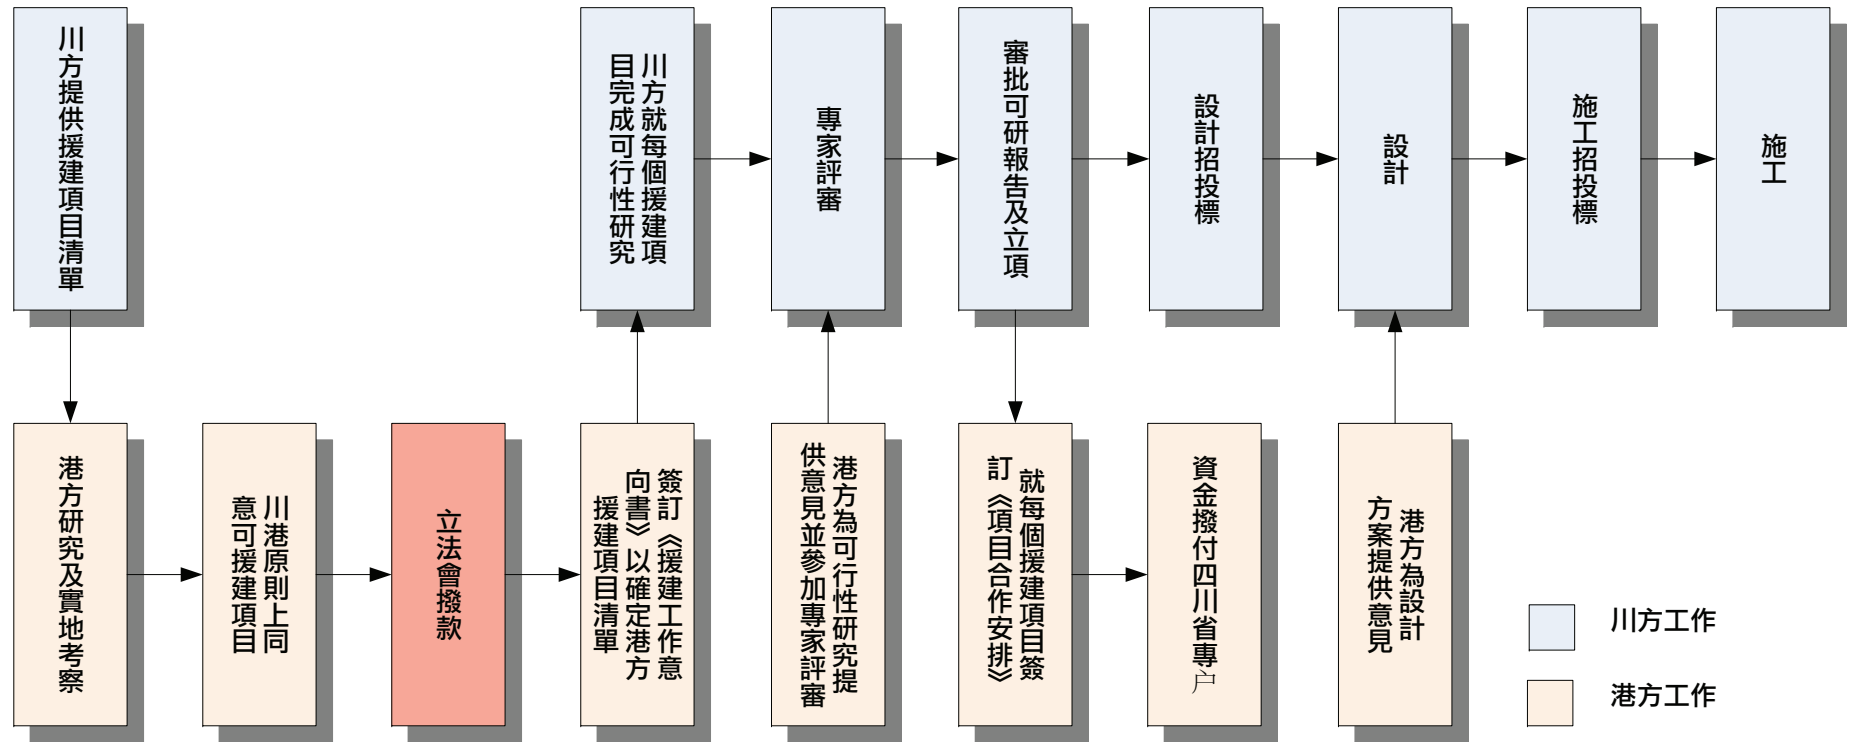 川方提供援建項目清單
川方就每個援建項
目完成可行性研究
專家評審
審批可研報告及立項
設計招投標
設計
施工招投標
施工
港方研究及實地考察
川港原則上同
意可援建項目
立法會撥款
簽訂《援建工作意
向書》以確定港方
援建項目清單
港方為可行性研究提
供意見並參加專家評審
就每個援建項目簽
訂《項目合作安排》
資金撥付四川省專户
港方為設計
方案提供意見
川方工作
港方工作